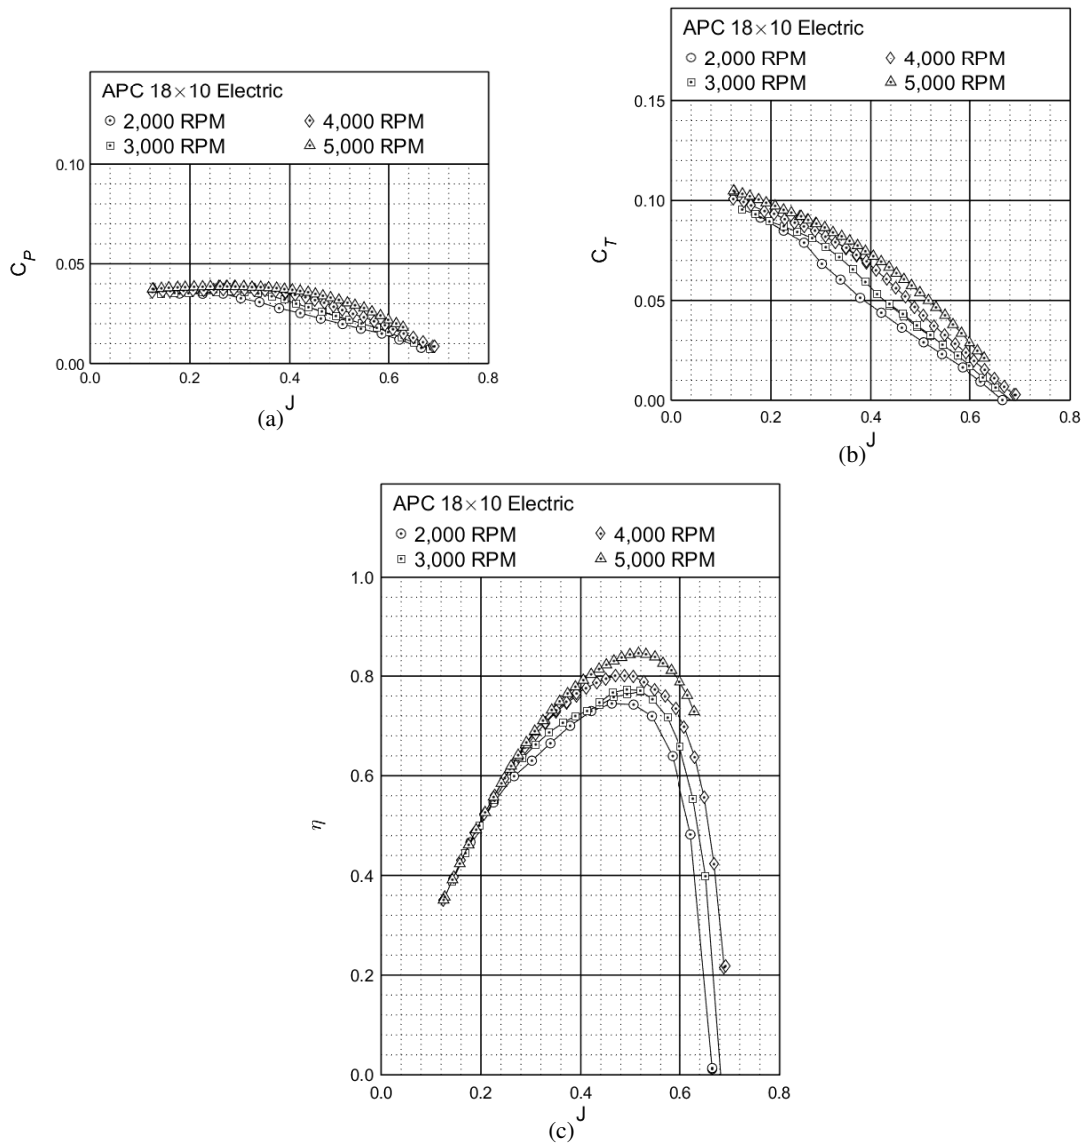 APC 18×10 Electric
2,000 RPM 4,000 RPM
3,000 RPM 5,000 RPM
0.10
0.05
0.00
C_P
0.0 0.2 0.4 0.6 0.8
J
(a)
APC 18×10 Electric
2,000 RPM 4,000 RPM
3,000 RPM 5,000 RPM
0.15
0.10
0.05
0.00
C_T
0.0 0.2 0.4 0.6 0.8
J
(b)
APC 18×10 Electric
2,000 RPM 4,000 RPM
3,000 RPM 5,000 RPM
1.0
0.8
0.6
0.4
0.2
0.0
η
0.0 0.2 0.4 0.6 0.8
J
(c)